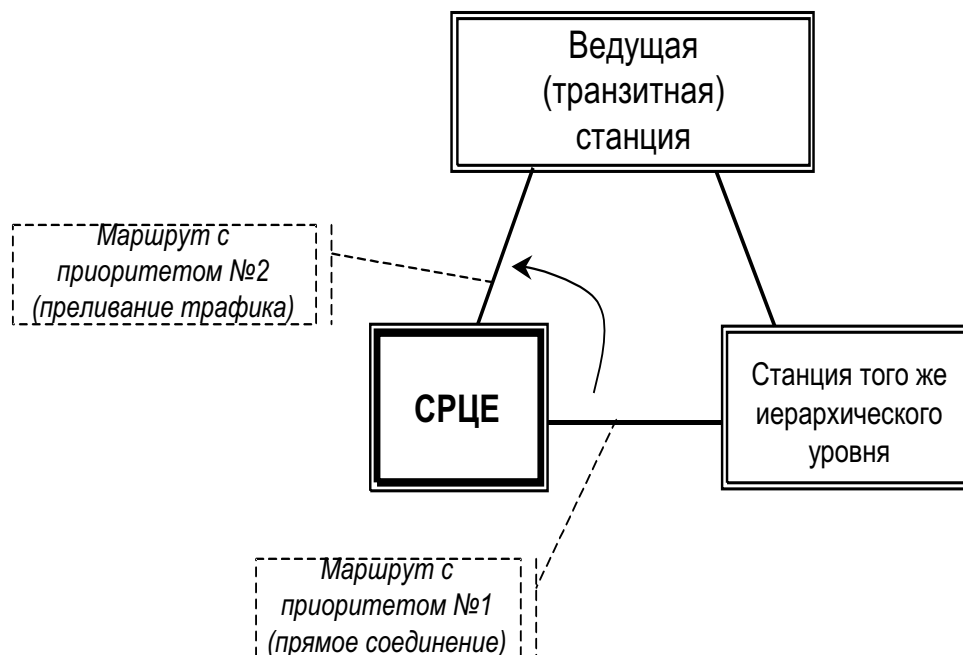 Ведущая
(транзитная)
станция
Маршрут с
приоритетом №2
(преливание трафика)
СРЦЕ
Станция того же
иерархического
уровня
Маршрут с
приоритетом №1
(прямое соединение)